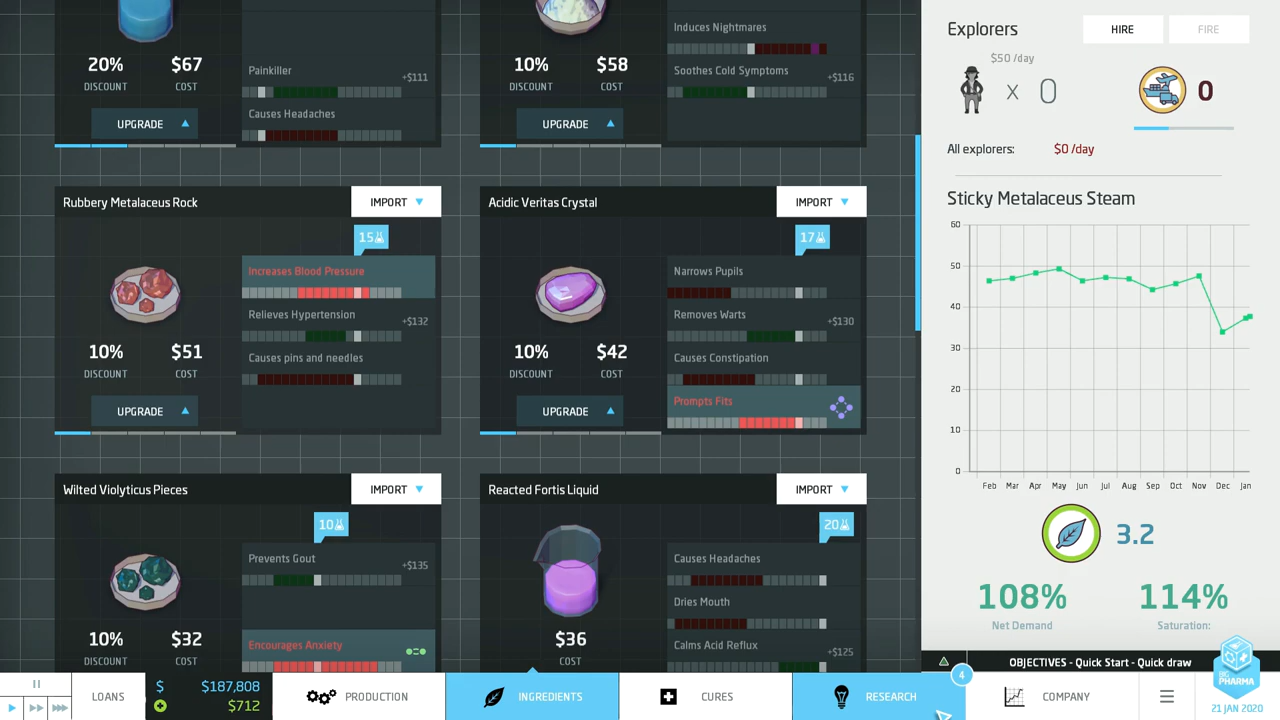 20%
$67
DISCOUNT
COST
UPGRADE
Painkiller
+$111
Causes Headaches
10%
$58
DISCOUNT
COST
UPGRADE
Induces Nightmares
Soothes Cold Symptoms
+$116
Rubbery Metalaceus Rock
IMPORT
15
Increases Blood Pressure
Relieves Hypertension
+$132
Causes pins and needles
10%
$51
DISCOUNT
COST
UPGRADE
Acidic Veritas Crystal
IMPORT
17
Narrows Pupils
Removes Warts
+$130
Causes Constipation
Prompts Fits
10%
$42
DISCOUNT
COST
UPGRADE
Wilted Violyticus Pieces
IMPORT
10
Prevents Gout
+$135
Encourages Anxiety
10%
$32
DISCOUNT
COST
Reacted Fortis Liquid
IMPORT
20
Causes Headaches
Dries Mouth
Calms Acid Reflux
+$125
$36
COST
Explorers
HIRE
FIRE
$50 /day
X 0
0
All explorers:
$0 /day
Sticky Metalaceus Steam
60
50
40
30
20
10
0
Feb Mar Apr May Jun Jul Aug Sep Oct Nov Dec Jan
3.2
108%
Net Demand
114%
Saturation:
OBJECTIVES - Quick Start - Quick draw
BIG PHARMA
4
LOANS
$ $187,808
$712
PRODUCTION
INGREDIENTS
CURES
RESEARCH
COMPANY
21 JAN 2020